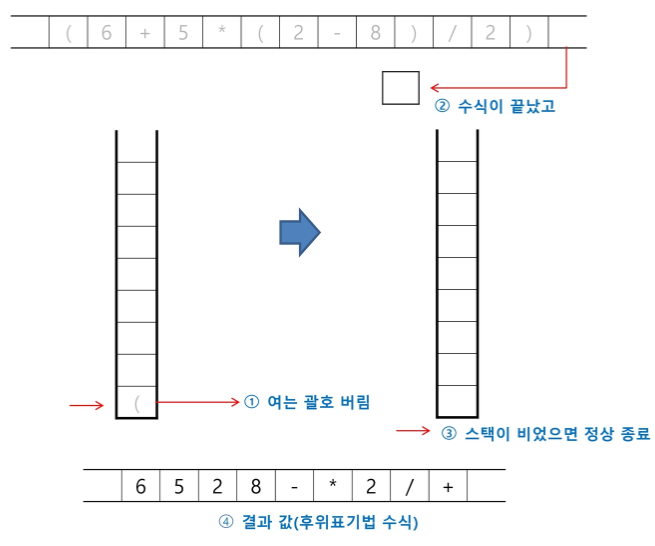 ( 6 + 5 * ( 2 - 8 ) / 2 )
② 수식이 끝났고
( ① 여는 괄호 버림
③ 스택이 비었으면 정상 종료
6 5 2 8 - * 2 / +
④ 결과 값(후위표기법 수식)